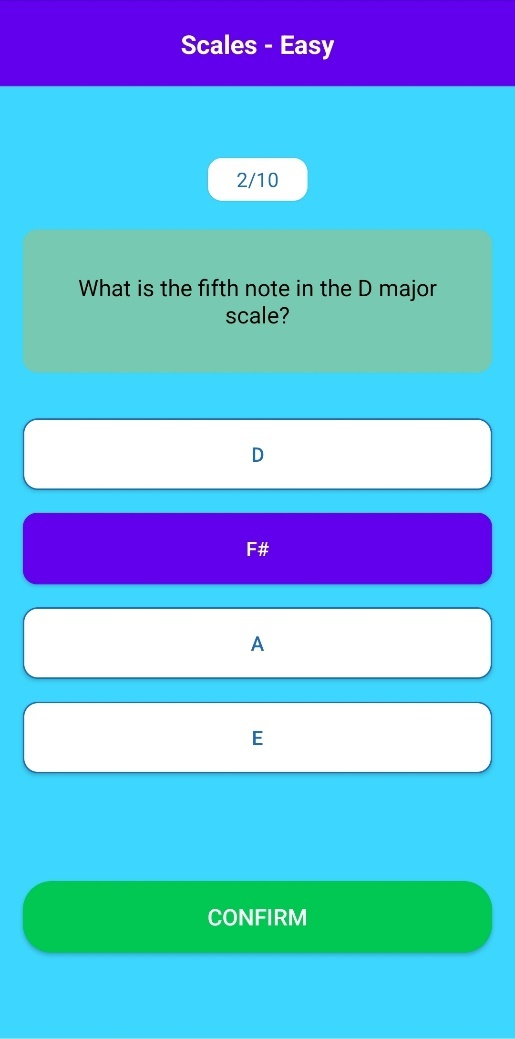 Scales - Easy
2/10
What is the fifth note in the D major
scale?
D
F#
A
E
CONFIRM